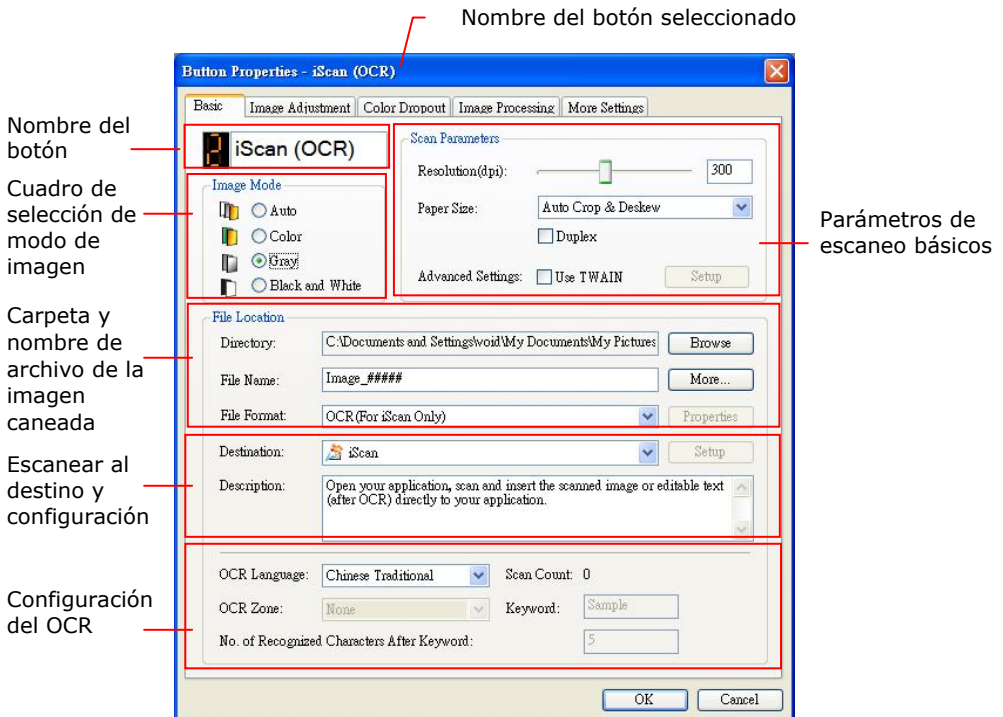 Nombre del botón seleccionado
Button Properties - iScan (OCR)
Basic Image Adjustment Color Dropout Image Processing More Settings
Nombre del
botón
2 iScan (OCR)
Cuadro de
selección de
modo de
imagen
Image Mode
Auto
Color
Gray
Black and White
Scan Parameters
Resolution(dpi): 300
Paper Size: Auto Crop & Deskew
Duplex
Advanced Settings: Use TWAIN Setup
Parámetros de
escaneo básicos
Carpeta y
nombre de
archivo de la
imagen
caneada
File Location
Directory: C:\Documents and Settings\void\My Documents\My Pictures Browse
File Name: Image_##### More...
File Format: OCR(For iScan Only) Properties
Escanear al
destino y
configuración
Destination: iScan Setup
Description: Open your application, scan and insert the scanned image or editable text
(after OCR) directly to your application.
Configuración
del OCR
OCR Language: Chinese Traditional Scan Count: 0
OCR Zone: None Keyword: Sample
No. of Recognized Characters After Keyword: 5
OK Cancel